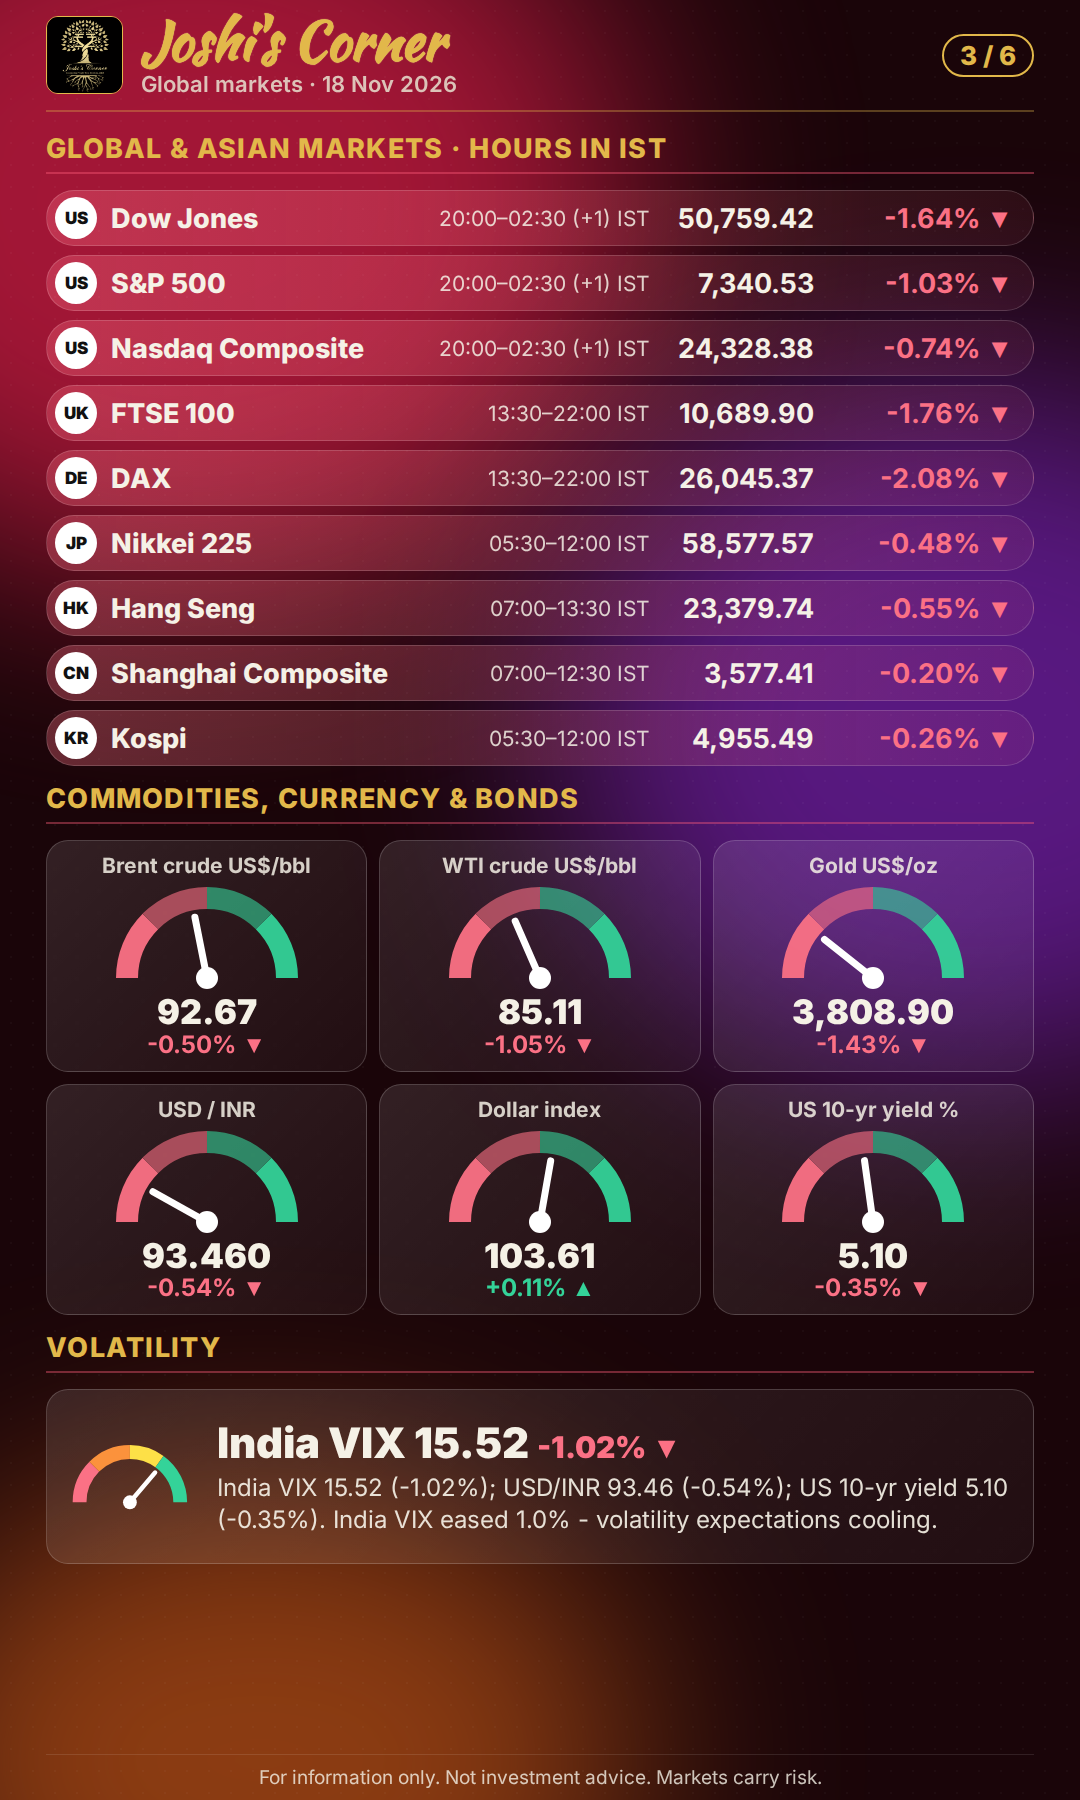 Joshi's Corner
Joshi's Corner
Global markets · 18 Nov 2026
3 / 6
GLOBAL & ASIAN MARKETS · HOURS IN IST
US Dow Jones 20:00–02:30 (+1) IST 50,759.42 -1.64% ▼
US S&P 500 20:00–02:30 (+1) IST 7,340.53 -1.03% ▼
US Nasdaq Composite 20:00–02:30 (+1) IST 24,328.38 -0.74% ▼
UK FTSE 100 13:30–22:00 IST 10,689.90 -1.76% ▼
DE DAX 13:30–22:00 IST 26,045.37 -2.08% ▼
JP Nikkei 225 05:30–12:00 IST 58,577.57 -0.48% ▼
HK Hang Seng 07:00–13:30 IST 23,379.74 -0.55% ▼
CN Shanghai Composite 07:00–12:30 IST 3,577.41 -0.20% ▼
KR Kospi 05:30–12:00 IST 4,955.49 -0.26% ▼
COMMODITIES, CURRENCY & BONDS
Brent crude US$/bbl
92.67
-0.50% ▼
WTI crude US$/bbl
85.11
-1.05% ▼
Gold US$/oz
3,808.90
-1.43% ▼
USD / INR
93.460
-0.54% ▼
Dollar index
103.61
+0.11% ▲
US 10-yr yield %
5.10
-0.35% ▼
VOLATILITY
India VIX 15.52 -1.02% ▼
India VIX 15.52 (-1.02%); USD/INR 93.46 (-0.54%); US 10-yr yield 5.10
(-0.35%). India VIX eased 1.0% - volatility expectations cooling.
For information only. Not investment advice. Markets carry risk.